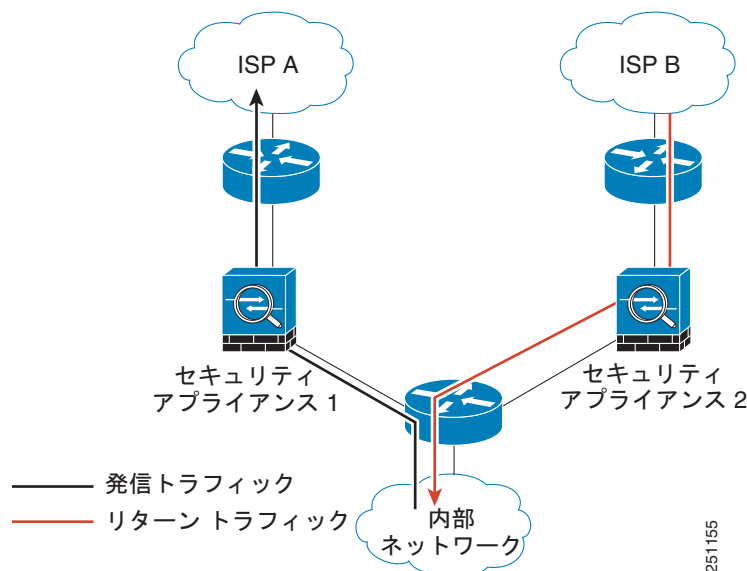 ISP A
ISP B
セキュリティ
アプライアンス 1
セキュリティ
アプライアンス 2
発信トラフィック
リターン トラフィック
内部
ネットワーク
251155